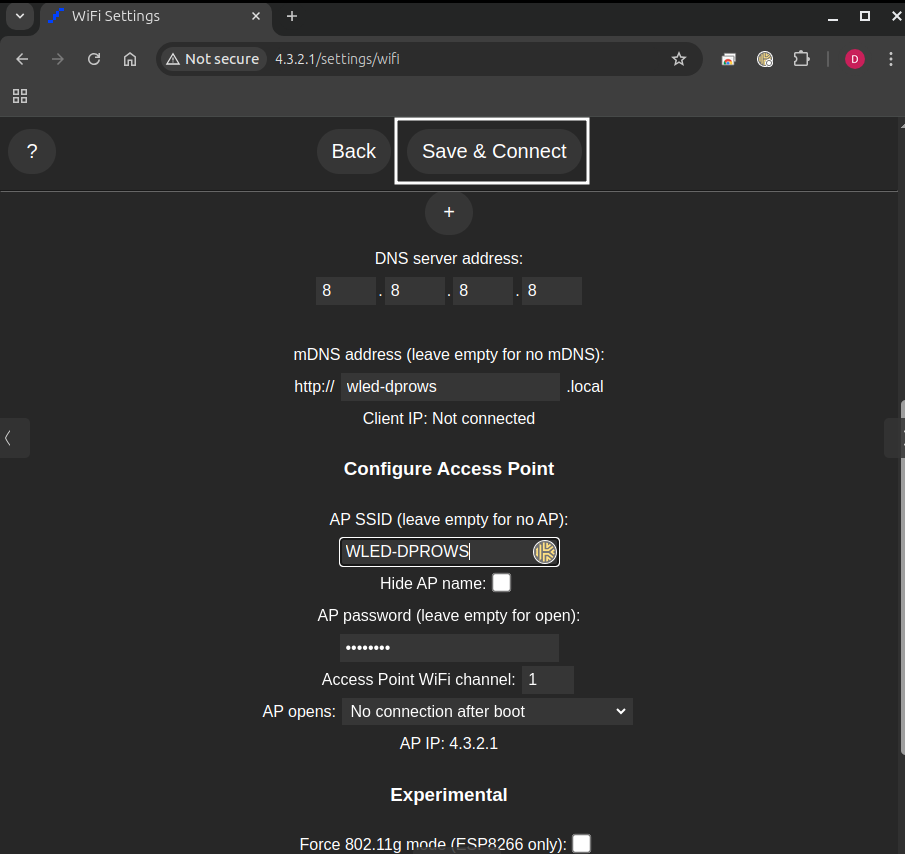 WiFi Settings
Not secure 4.3.2.1/settings/wifi
D
? Back Save & Connect
+
DNS server address:
8 . 8 . 8 . 8
mDNS address (leave empty for no mDNS):
http:// wled-dprows .local
Client IP: Not connected
Configure Access Point
AP SSID (leave empty for no AP):
WLED-DPROWS
Hide AP name:
AP password (leave empty for open):
••••••••
Access Point WiFi channel: 1
AP opens: No connection after boot
AP IP: 4.3.2.1
Experimental
Force 802.11g mode (ESP8266 only):